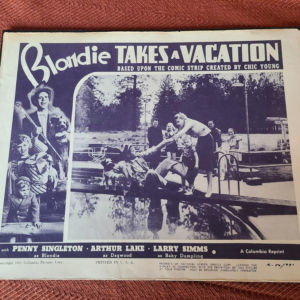 Blondie TAKES A VACATION
BASED UPON THE COMIC STRIP CREATED BY CHIC YOUNG
with PENNY SINGLETON · ARTHUR LAKE · LARRY SIMMS
as Blondie as Dagwood as Baby Dumpling
A Columbia Reprint
PRINTED IN U.S.A.